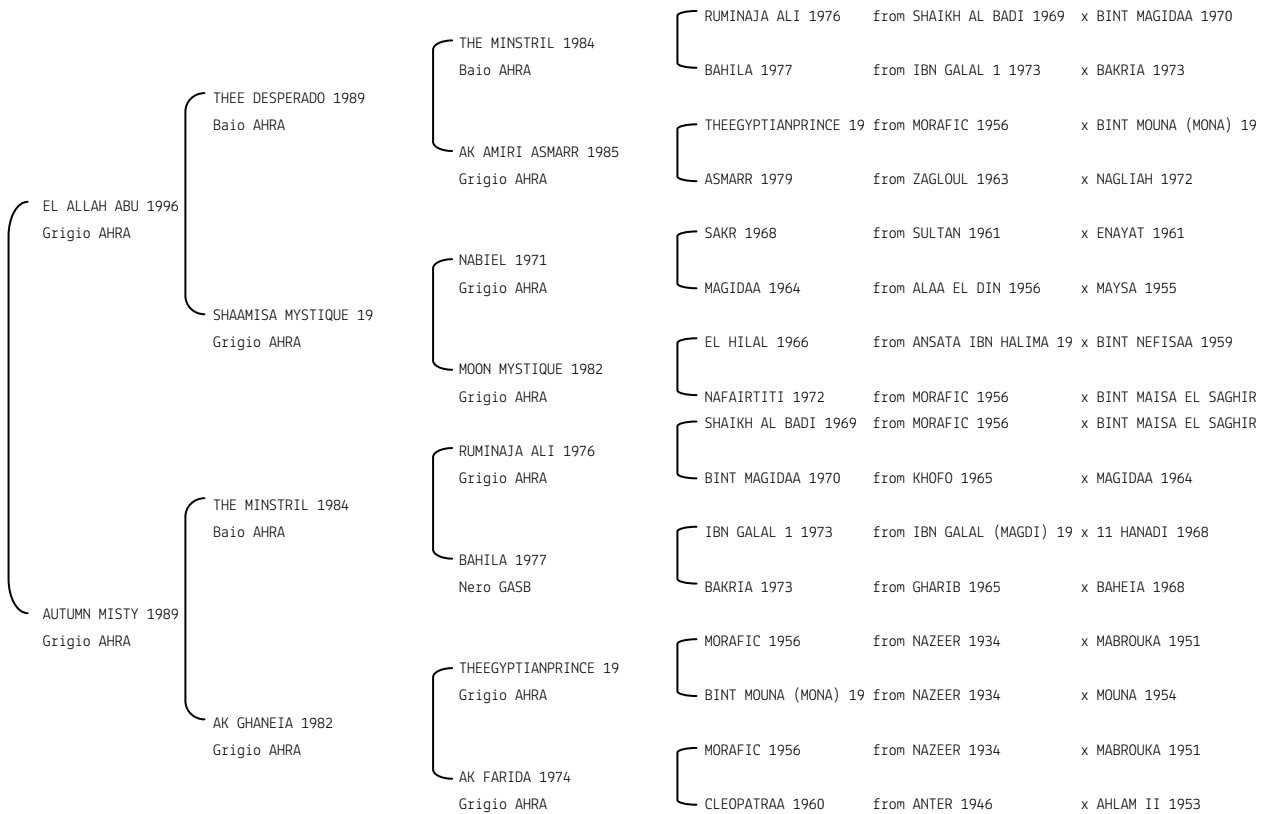 RUMINAJA ALI 1976 from SHAIKH AL BADI 1969 x BINT MAGIDAA 1970
THE MINSTRIL 1984
Baio AHRA BAHILA 1977 from IBN GALAL 1 1973 x BAKRIA 1973
THEE DESPERADO 1989
Baio AHRA THEEGYPTIANPRINCE 19 from MORAFIC 1956 x BINT MOUNA (MONA) 19
AK AMIRI ASMARR 1985
Grigio AHRA ASMARR 1979 from ZAGLOUL 1963 x NAGLIAH 1972
EL ALLAH ABU 1996
Grigio AHRA SAKR 1968 from SULTAN 1961 x ENAYAT 1961
NABIEL 1971
Grigio AHRA MAGIDAA 1964 from ALAA EL DIN 1956 x MAYSA 1955
SHAAMISA MYSTIQUE 19
Grigio AHRA EL HILAL 1966 from ANSATA IBN HALIMA 19 x BINT NEFISAA 1959
MOON MYSTIQUE 1982
Grigio AHRA NAFAIRTITI 1972 from MORAFIC 1956 x BINT MAISA EL SAGHIR
SHAIKH AL BADI 1969 from MORAFIC 1956 x BINT MAISA EL SAGHIR
RUMINAJA ALI 1976
Grigio AHRA BINT MAGIDAA 1970 from KHOFO 1965 x MAGIDAA 1964
THE MINSTRIL 1984
Baio AHRA IBN GALAL 1 1973 from IBN GALAL (MAGDI) 19 x 11 HANADI 1968
BAHILA 1977
Nero GASB BAKRIA 1973 from GHARIB 1965 x BAHEIA 1968
AUTUMN MISTY 1989
Grigio AHRA MORAFIC 1956 from NAZEER 1934 x MABROUKA 1951
THEEGYPTIANPRINCE 19
Grigio AHRA BINT MOUNA (MONA) 19 from NAZEER 1934 x MOUNA 1954
AK GHANEIA 1982
Grigio AHRA MORAFIC 1956 from NAZEER 1934 x MABROUKA 1951
AK FARIDA 1974
Grigio AHRA CLEOPATRAA 1960 from ANTER 1946 x AHLAM II 1953